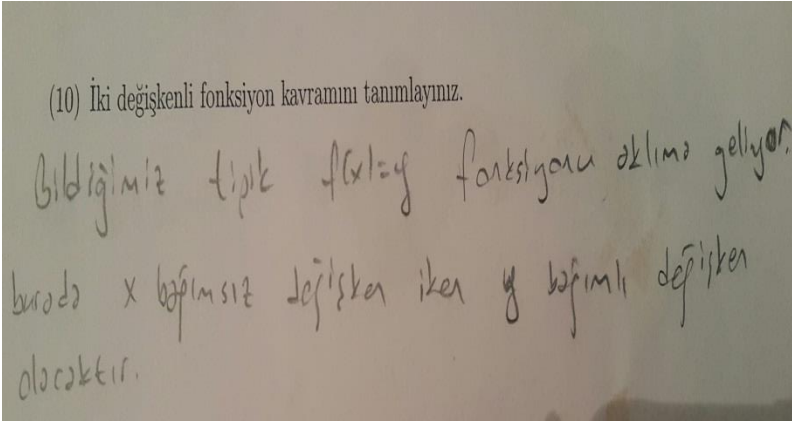 (10) İki değişkenli fonksiyon kavramını tanımlayınız.
Bildiğimiz tipik f(x)=y fonksiyonu aklıma geliyor.
burada x bağımsız değişken iken y bağımlı değişken
olacaktır.